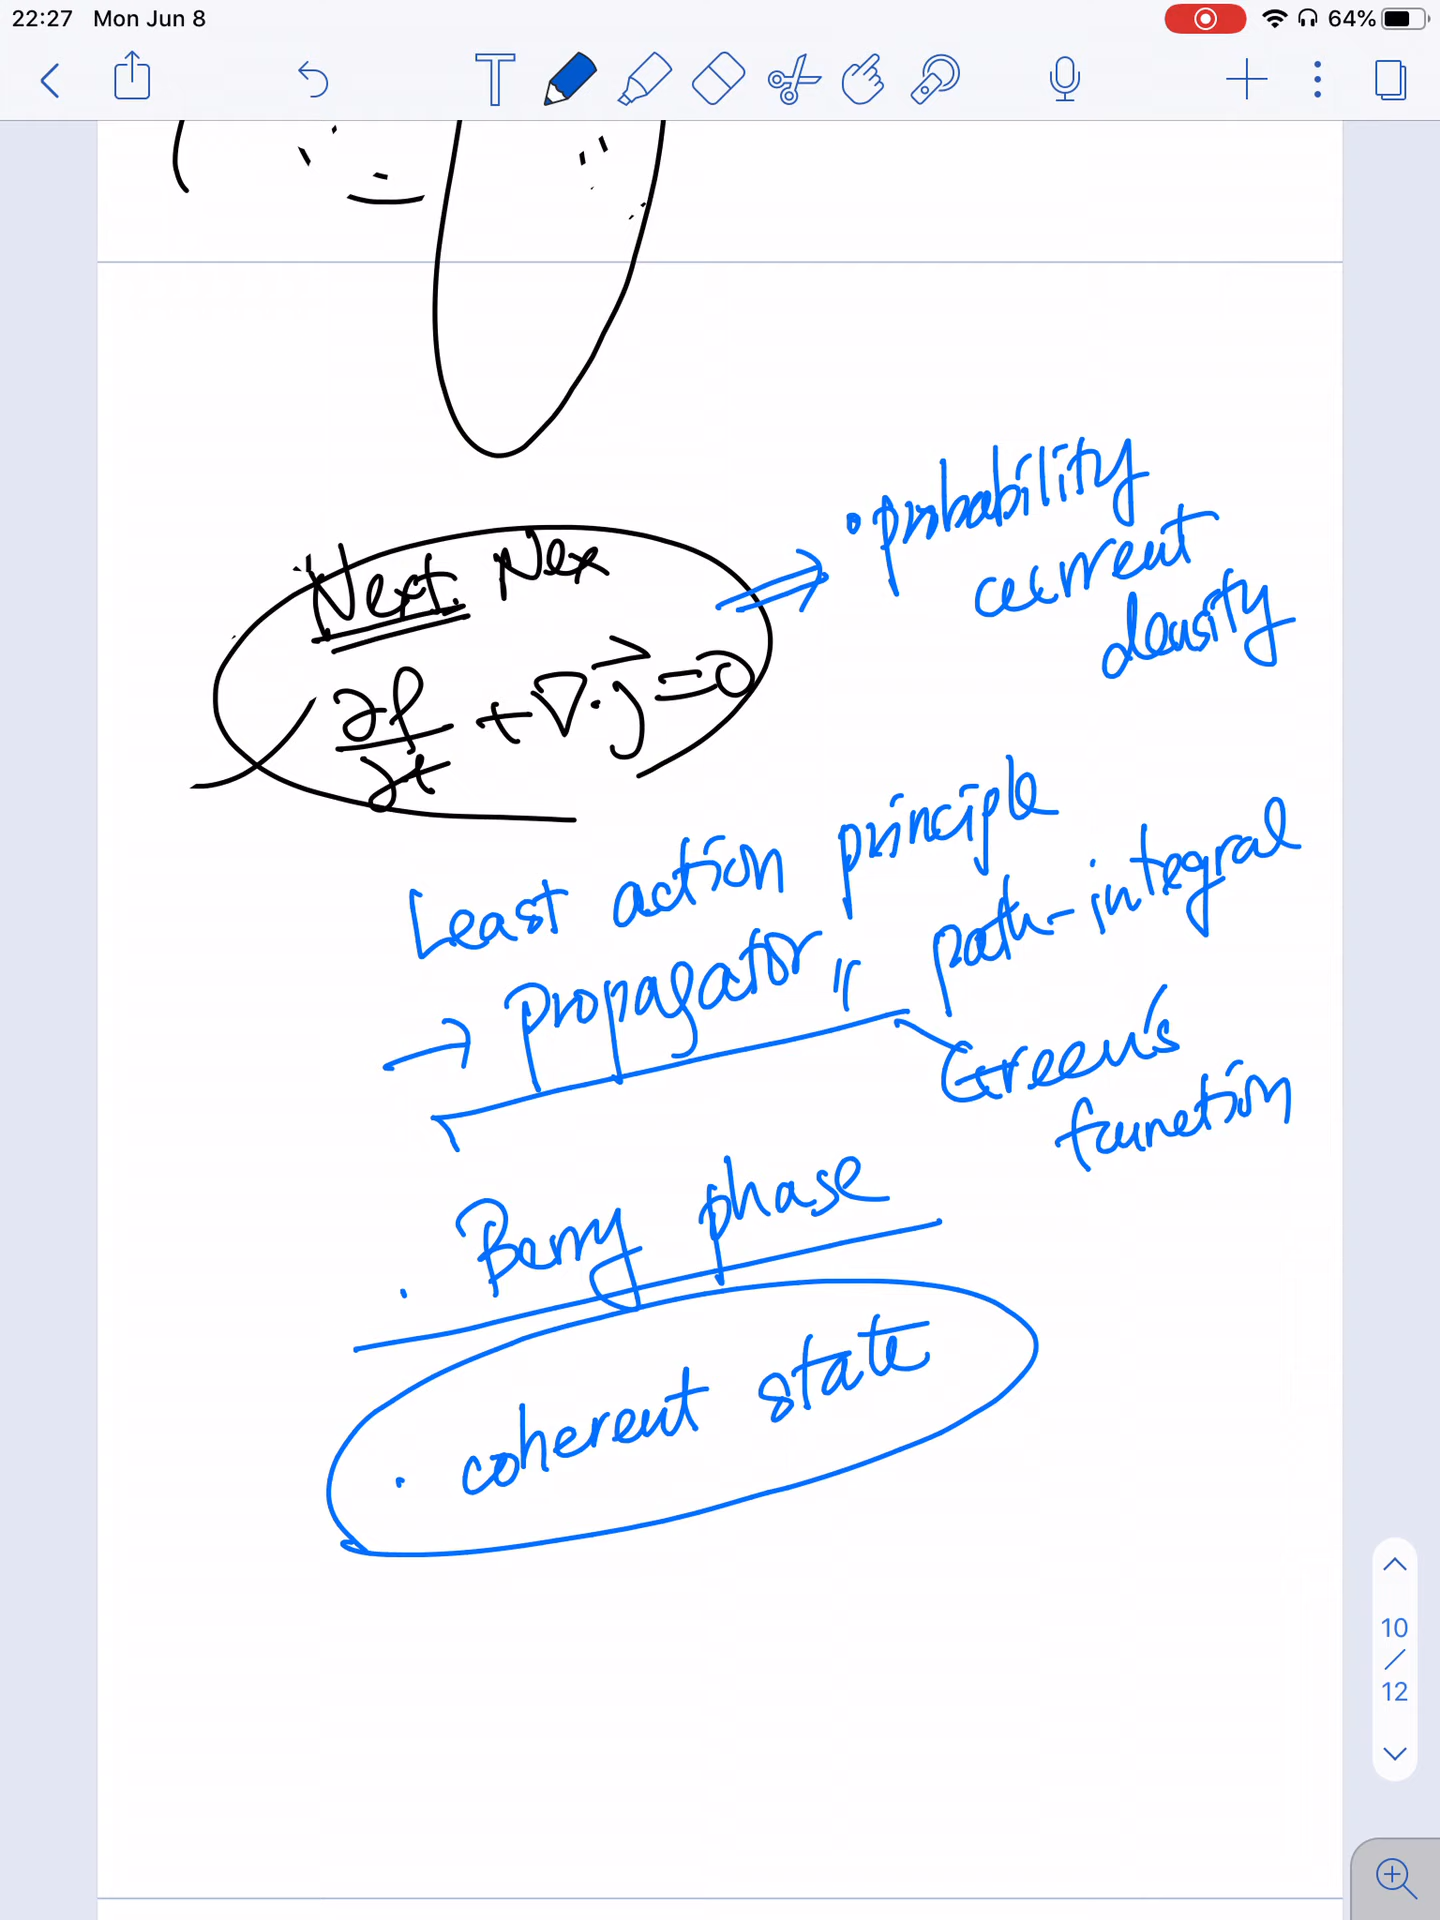 22:27 Mon Jun 8 64%
T
Next. Nex
∂ρ/∂t + ∇·j⃗ = 0
⇒ • probability
current
density
Least action principle
→ propagator, path-integral
Green's
function
. Berry phase
. coherent state
10
/
12